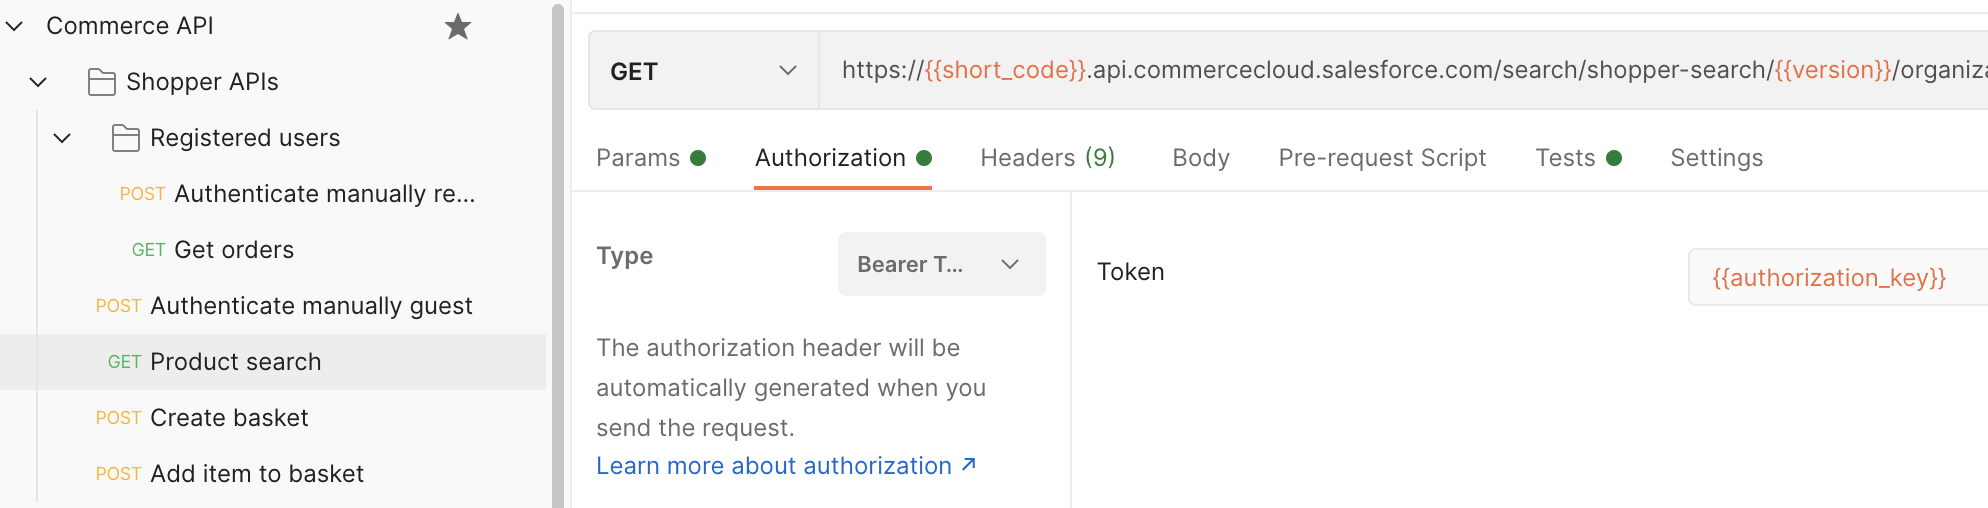 Commerce API
Shopper APIs
Registered users
POST Authenticate manually re...
GET Get orders
POST Authenticate manually guest
GET Product search
POST Create basket
POST Add item to basket
GET
https://{{short_code}}.api.commercecloud.salesforce.com/search/shopper-search/{{version}}/organiza
Params Authorization Headers (9) Body Pre-request Script Tests Settings
Type
Bearer T...
The authorization header will be
automatically generated when you
send the request.
Learn more about authorization ↗
Token
{{authorization_key}}